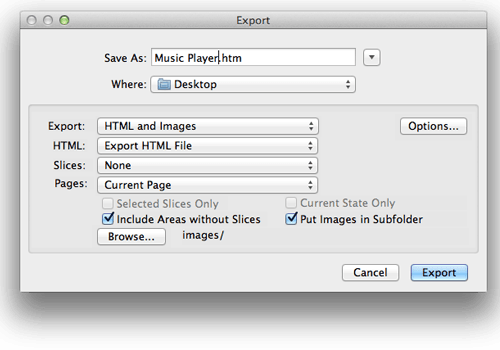 Export
Save As: Music Player.htm
Where: Desktop
Export: HTML and Images
Options...
HTML: Export HTML File
Slices: None
Pages: Current Page
Selected Slices Only
Current State Only
Include Areas without Slices
Put Images in Subfolder
Browse...
images/
Cancel
Export